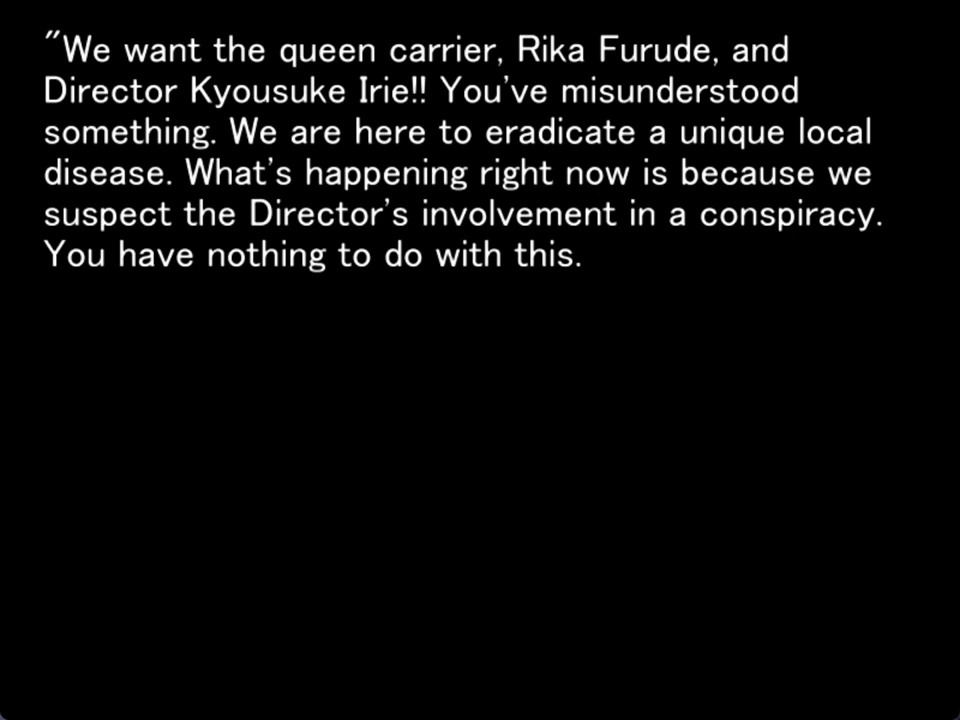 "We want the queen carrier, Rika Furude, and
Director Kyousuke Irie!! You've misunderstood
something. We are here to eradicate a unique local
disease. What's happening right now is because we
suspect the Director's involvement in a conspiracy.
You have nothing to do with this.